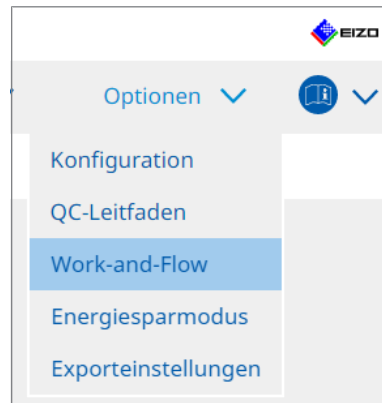 EIZO
Optionen
Konfiguration
QC-Leitfaden
Work-and-Flow
Energiesparmodus
Exporteinstellungen